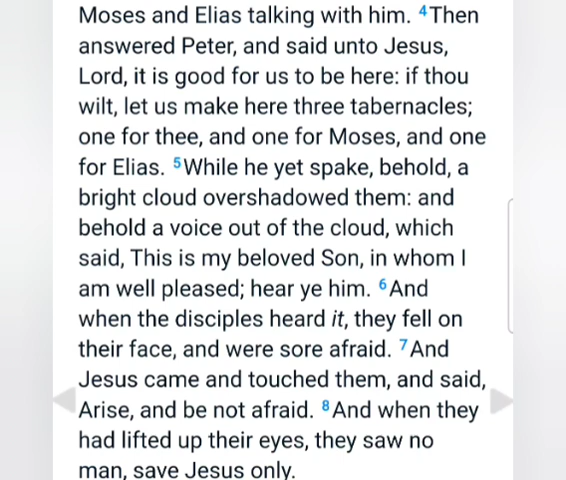 Moses and Elias talking with him. 4Then
answered Peter, and said unto Jesus,
Lord, it is good for us to be here: if thou
wilt, let us make here three tabernacles;
one for thee, and one for Moses, and one
for Elias. 5While he yet spake, behold, a
bright cloud overshadowed them: and
behold a voice out of the cloud, which
said, This is my beloved Son, in whom I
am well pleased; hear ye him. 6And
when the disciples heard it, they fell on
their face, and were sore afraid. 7And
Jesus came and touched them, and said,
Arise, and be not afraid. 8And when they
had lifted up their eyes, they saw no
man, save Jesus only.